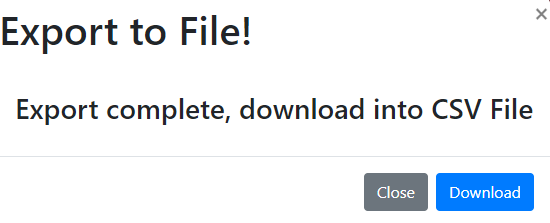 ×
Export to File!
Export complete, download into CSV File
Close Download